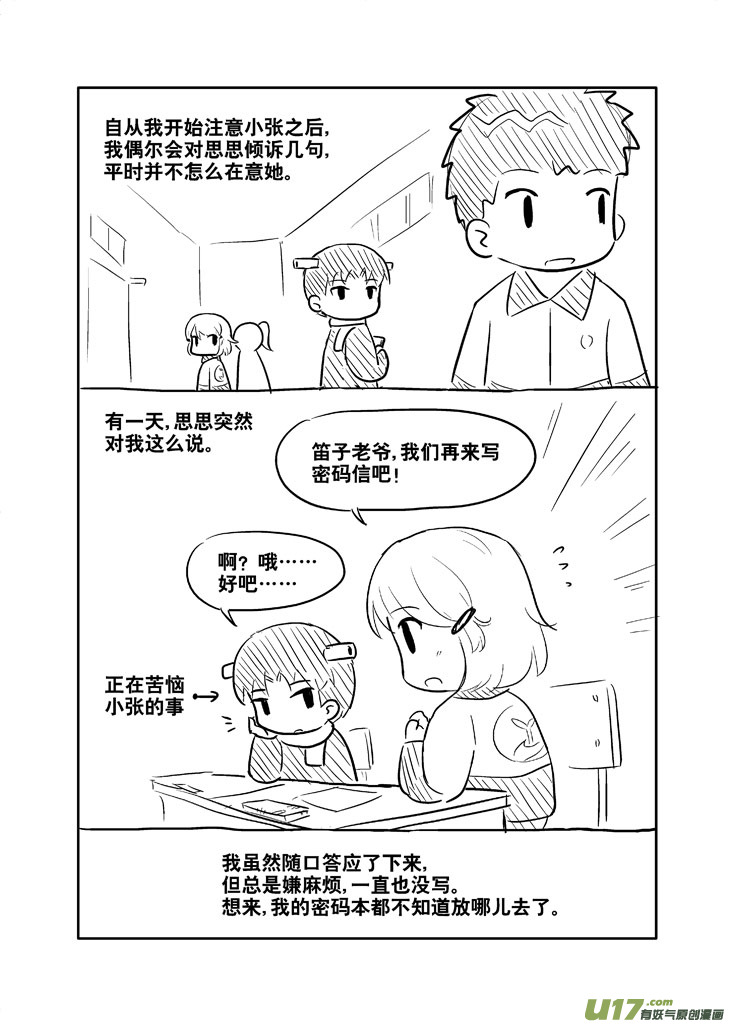 自从我开始注意小张之后,
我偶尔会对思思倾诉几句,
平时并不怎么在意她。
有一天,思思突然
对我这么说。
笛子老爷,我们再来写
密码信吧!
啊?哦……
好吧……
正在苦恼
小张的事
我虽然随口答应了下来,
但总是嫌麻烦,一直也没写。
想来,我的密码本都不知道放哪儿去了。
U17.com
有妖气原创漫画